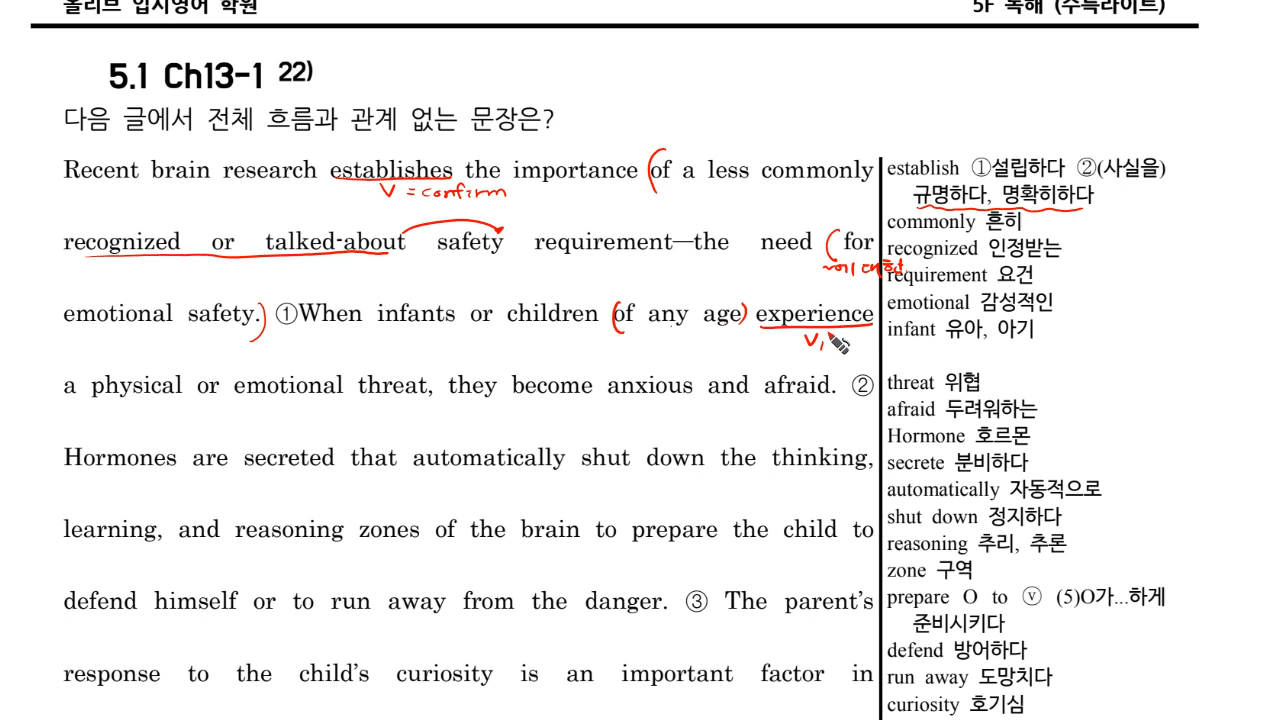 올리브 입시영어 학원
5F 독해 (수특라이트)
5.1 Ch13-1 22)
다음 글에서 전체 흐름과 관계 없는 문장은?
Recent brain research establishes the importance of a less commonly
V = confirm
recognized or talked-about safety requirement—the need for
~에 대한
emotional safety. ①When infants or children of any age experience
V₁
a physical or emotional threat, they become anxious and afraid. ②
Hormones are secreted that automatically shut down the thinking,
learning, and reasoning zones of the brain to prepare the child to
defend himself or to run away from the danger. ③ The parent's
response to the child's curiosity is an important factor in
establish ①설립하다 ②(사실을)
규명하다, 명확히하다
commonly 흔히
recognized 인정받는
requirement 요건
emotional 감성적인
infant 유아, 아기
threat 위협
afraid 두려워하는
Hormone 호르몬
secrete 분비하다
automatically 자동적으로
shut down 정지하다
reasoning 추리, 추론
zone 구역
prepare O to ⓥ (5)O가...하게
준비시키다
defend 방어하다
run away 도망치다
curiosity 호기심